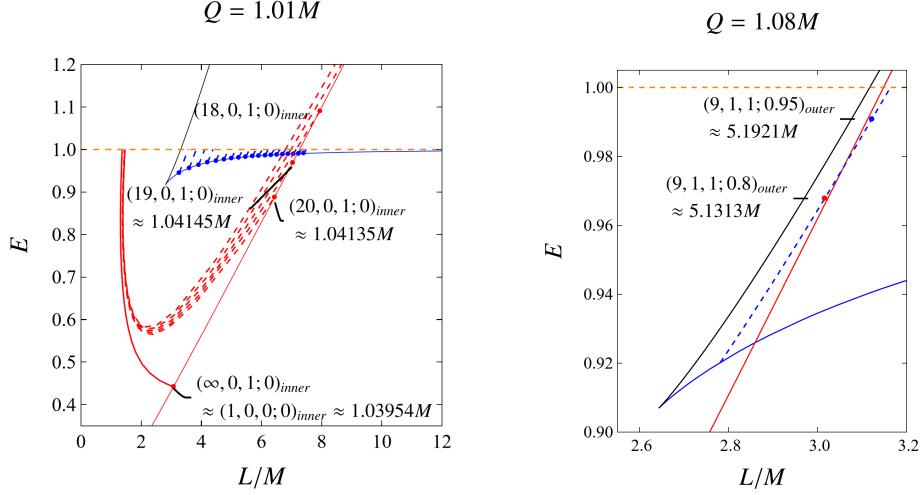 Q = 1.01M
1.2
1.1
1.0
0.9
0.8
0.7
0.6
0.5
0.4
E
0
2
4
6
8
10
12
L/M
(18, 0, 1; 0)inner
(19, 0, 1; 0)inner
≈ 1.04145M
(20, 0, 1; 0)inner
≈ 1.04135M
(∞, 0, 1; 0)inner
≈ (1, 0, 0; 0)inner ≈ 1.03954M
Q = 1.08M
1.00
0.98
0.96
0.94
0.92
0.90
E
2.6
2.8
3.0
3.2
L/M
(9, 1, 1; 0.95)outer
≈ 5.1921M
(9, 1, 1; 0.8)outer
≈ 5.1313M